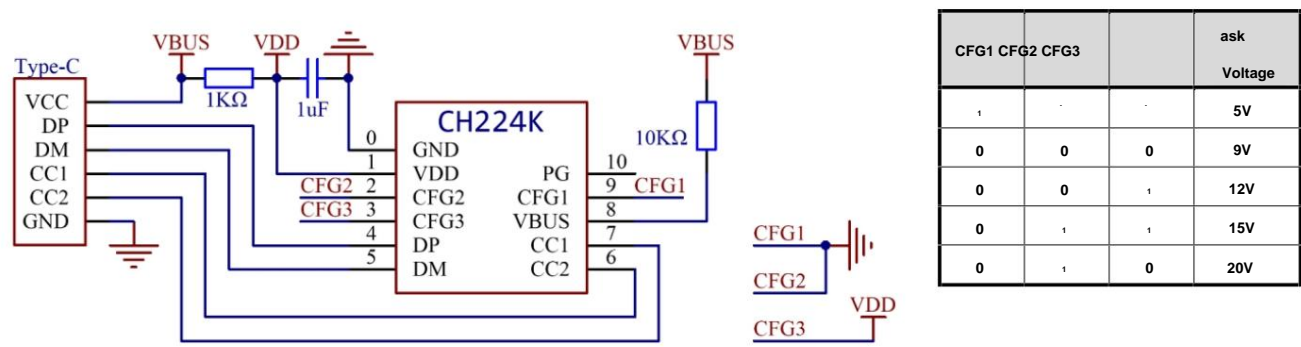 VBUS VDD
Type-C
1KΩ 1uF
VCC
DP
DM
CC1
CC2
GND
CH224K
0 GND
1 VDD
CFG2 2 CFG2
CFG3 3 CFG3
4 DP
5 DM
PG 10
CFG1 9 CFG1
VBUS 8
CC1 7
CC2 6
VBUS
10KΩ
CFG1
CFG2
CFG3
VDD
CFG1 CFG2 CFG3 ask Voltage
1 - - 5V
0 0 0 9V
0 0 1 12V
0 1 1 15V
0 1 0 20V